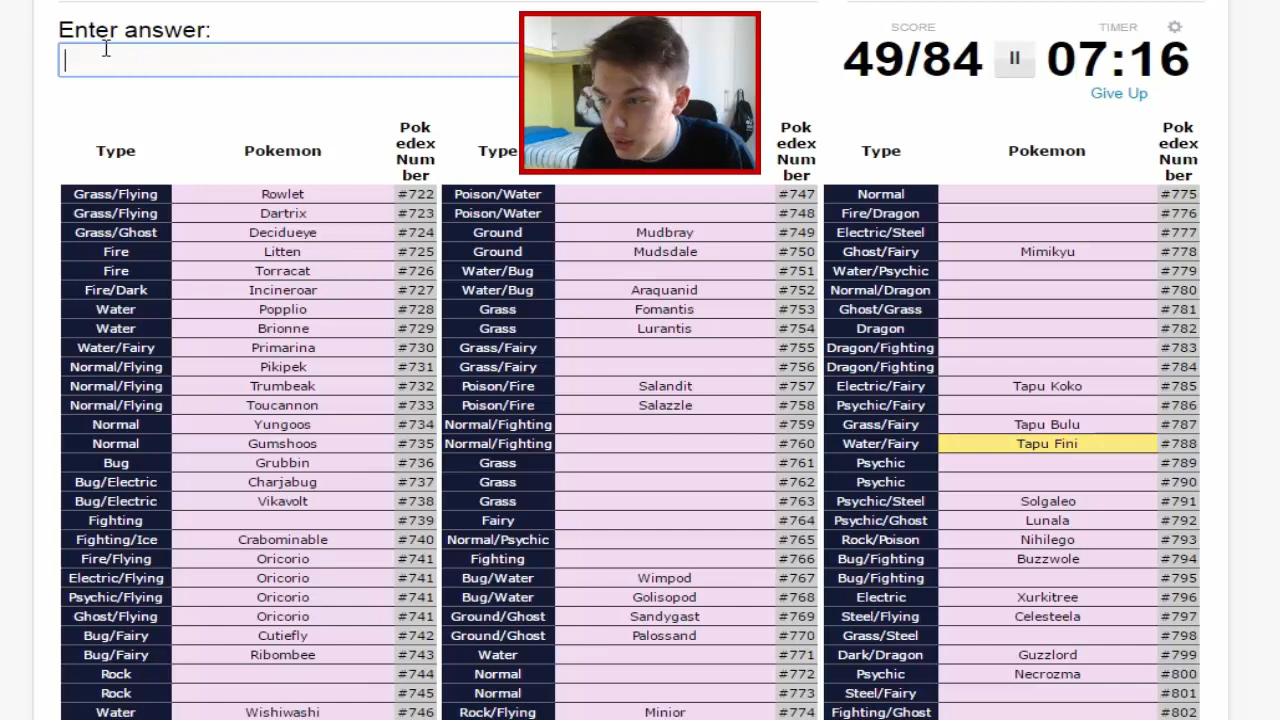 Enter answer:
SCORE
TIMER
49/84
II
07:16
Give Up
Type Pokemon Pok edex Num ber Type Pok edex Num ber Type Pokemon Pok edex Num ber
Grass/Flying Rowlet #722 Poison/Water #747 Normal #775
Grass/Flying Dartrix #723 Poison/Water #748 Fire/Dragon #776
Grass/Ghost Decidueye #724 Ground Mudbray #749 Electric/Steel #777
Fire Litten #725 Ground Mudsdale #750 Ghost/Fairy Mimikyu #778
Fire Torracat #726 Water/Bug #751 Water/Psychic #779
Fire/Dark Incineroar #727 Water/Bug Araquanid #752 Normal/Dragon #780
Water Popplio #728 Grass Fomantis #753 Ghost/Grass #781
Water Brionne #729 Grass Lurantis #754 Dragon #782
Water/Fairy Primarina #730 Grass/Fairy #755 Dragon/Fighting #783
Normal/Flying Pikipek #731 Grass/Fairy #756 Dragon/Fighting #784
Normal/Flying Trumbeak #732 Poison/Fire Salandit #757 Electric/Fairy Tapu Koko #785
Normal/Flying Toucannon #733 Poison/Fire Salazzle #758 Psychic/Fairy #786
Normal Yungoos #734 Normal/Fighting #759 Grass/Fairy Tapu Bulu #787
Normal Gumshoos #735 Normal/Fighting #760 Water/Fairy Tapu Fini #788
Bug Grubbin #736 Grass #761 Psychic #789
Bug/Electric Charjabug #737 Grass #762 Psychic #790
Bug/Electric Vikavolt #738 Grass #763 Psychic/Steel Solgaleo #791
Fighting #739 Fairy #764 Psychic/Ghost Lunala #792
Fighting/Ice Crabominable #740 Normal/Psychic #765 Rock/Poison Nihilego #793
Fire/Flying Oricorio #741 Fighting #766 Bug/Fighting Buzzwole #794
Electric/Flying Oricorio #741 Bug/Water Wimpod #767 Bug/Fighting #795
Psychic/Flying Oricorio #741 Bug/Water Golisopod #768 Electric Xurkitree #796
Ghost/Flying Oricorio #741 Ground/Ghost Sandygast #769 Steel/Flying Celesteela #797
Bug/Fairy Cutiefly #742 Ground/Ghost Palossand #770 Grass/Steel #798
Bug/Fairy Ribombee #743 Water #771 Dark/Dragon Guzzlord #799
Rock #744 Normal #772 Psychic Necrozma #800
Rock #745 Normal #773 Steel/Fairy #801
Water Wishiwashi #746 Rock/Flying Minior #774 Fighting/Ghost #802